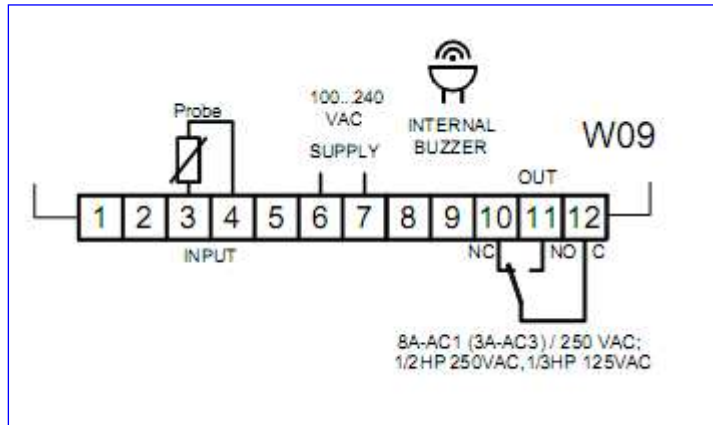 Probe
100...240
VAC
SUPPLY
INTERNAL
BUZZER
W09
OUT
1 2 3 4 5 6 7 8 9 10 11 12
INPUT
NC NO C
8A-AC1 (3A-AC3) / 250 VAC;
1/2HP 250VAC, 1/3HP 125VAC